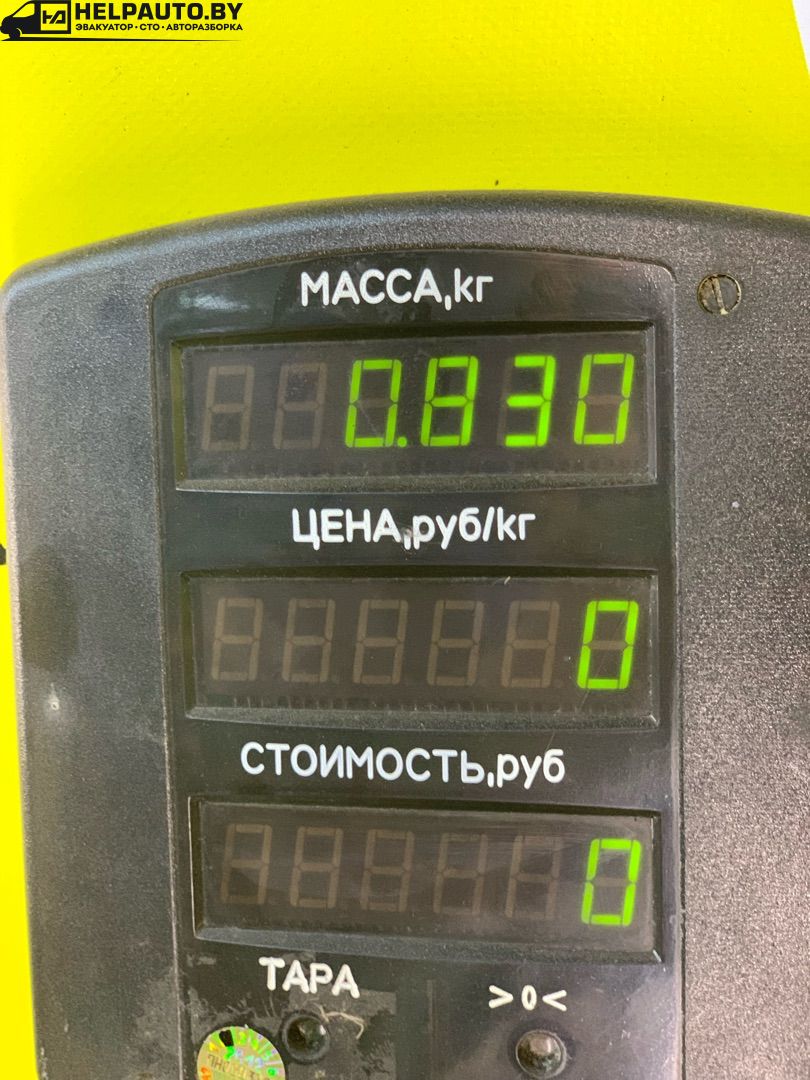 HELPAUTO.BY
ЭВАКУАТОР · СТО · АВТОРАЗБОРКА
МАССА,кг
0.830
ЦЕНА,руб/кг
0
СТОИМОСТЬ,руб
0
ТАРА
>0<